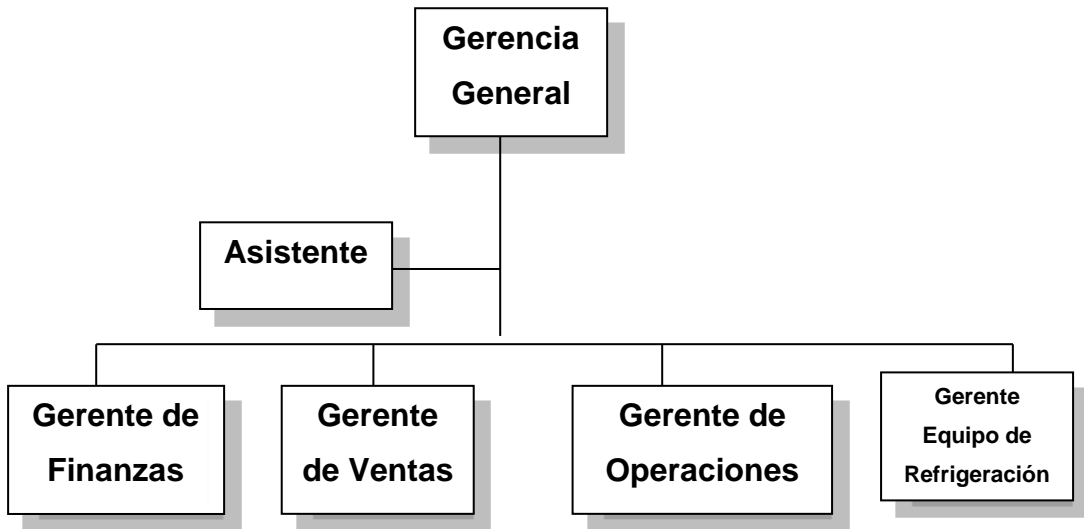 Gerencia
General
Asistente
Gerente de
Finanzas
Gerente
de Ventas
Gerente de
Operaciones
Gerente
Equipo de
Refrigeración